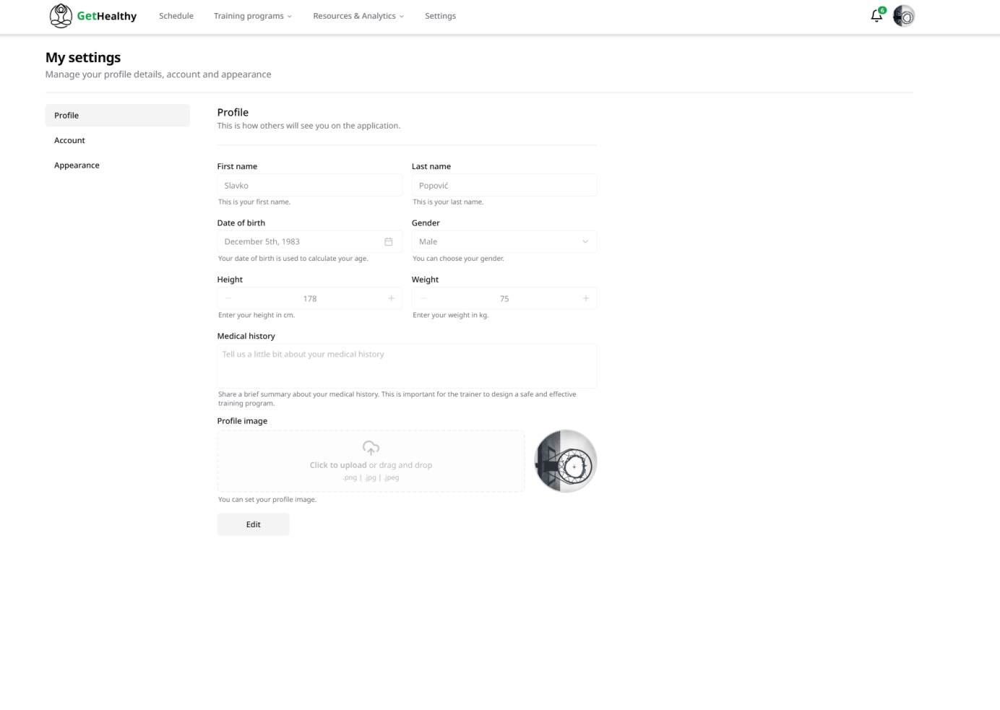 GetHealthy
Schedule
Training programs
Resources & Analytics
Settings
6
My settings
Manage your profile details, account and appearance
Profile
Account
Appearance
Profile
This is how others will see you on the application.
First name
Slavko
This is your first name.
Last name
Popović
This is your last name.
Date of birth
December 5th, 1983
Your date of birth is used to calculate your age.
Gender
Male
You can choose your gender.
Height
178
Enter your height in cm.
Weight
75
Enter your weight in kg.
Medical history
Tell us a little bit about your medical history
Share a brief summary about your medical history. This is important for the trainer to design a safe and effective
training program.
Profile image
Click to upload or drag and drop
.png | .jpg | .jpeg
You can set your profile image.
Edit